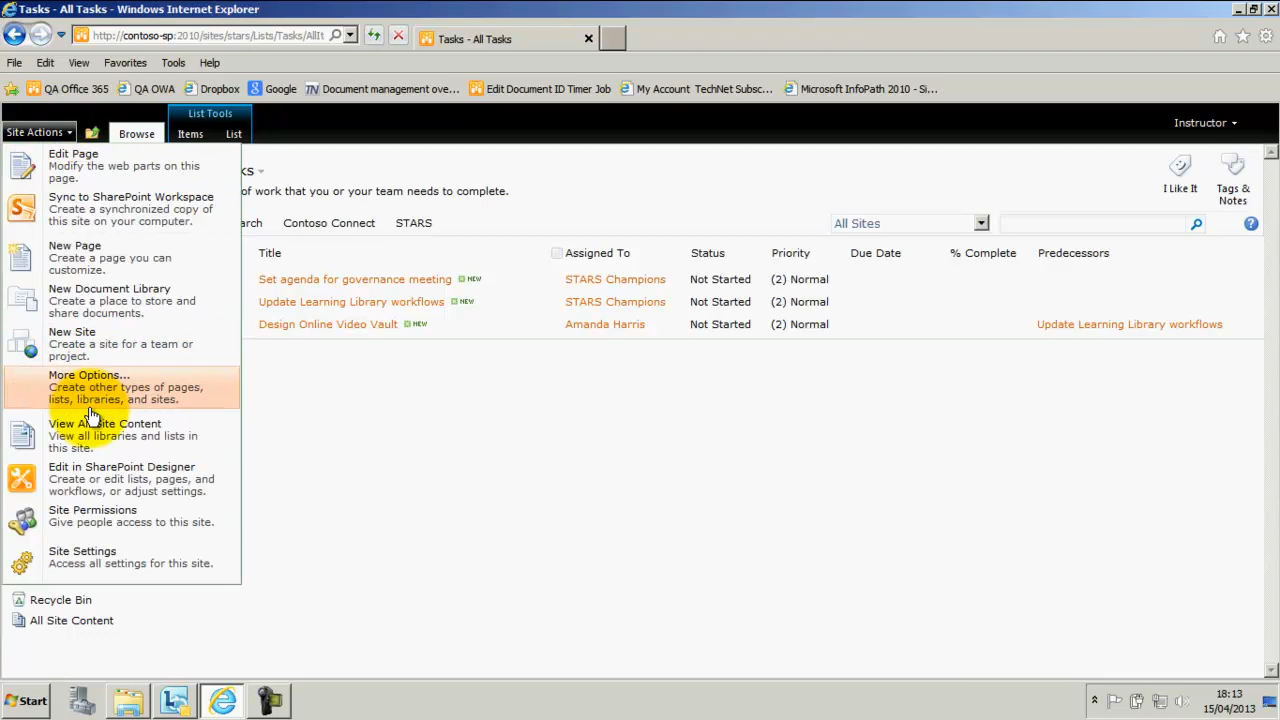 Tasks - All Tasks - Windows Internet Explorer
http://contoso-sp:2010/sites/stars/Lists/Tasks/AllIt
Tasks - All Tasks
File Edit View Favorites Tools Help
QA Office 365 QA OWA Dropbox Google Document management ove... Edit Document ID Timer Job My Account TechNet Subsc... Microsoft InfoPath 2010 - Si...
List Tools
Site Actions Browse Items List Instructor
Edit Page
Modify the web parts on this
page.
Sync to SharePoint Workspace
Create a synchronized copy of
this site on your computer.
New Page
Create a page you can
customize.
New Document Library
Create a place to store and
share documents.
New Site
Create a site for a team or
project.
More Options...
Create other types of pages,
lists, libraries, and sites.
View All Site Content
View all libraries and lists in
this site.
Edit in SharePoint Designer
Create or edit lists, pages, and
workflows, or adjust settings.
Site Permissions
Give people access to this site.
Site Settings
Access all settings for this site.
Recycle Bin
All Site Content
of work that you or your team needs to complete.
I Like It
Tags &
Notes
Contoso Connect STARS All Sites
Title Assigned To Status Priority Due Date % Complete Predecessors
Set agenda for governance meeting NEW STARS Champions Not Started (2) Normal
Update Learning Library workflows NEW STARS Champions Not Started (2) Normal
Design Online Video Vault NEW Amanda Harris Not Started (2) Normal Update Learning Library workflows
Start
18:13
15/04/2013